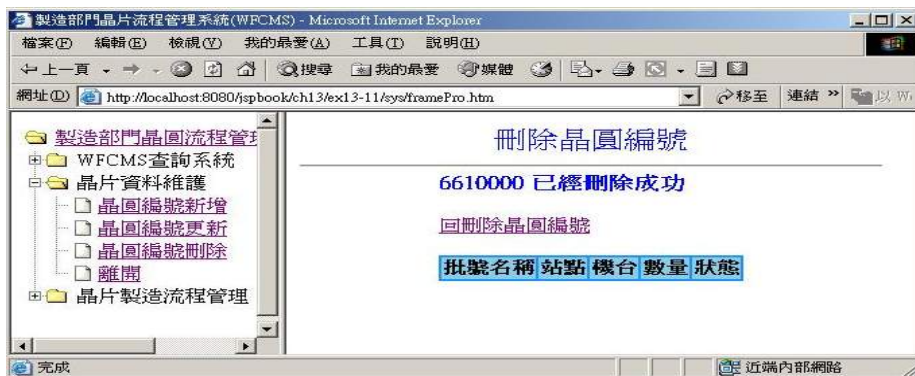 製造部門晶片流程管理系統(WFCMS) - Microsoft Internet Explorer
檔案(F) 編輯(E) 檢視(V) 我的最愛(A) 工具(T) 說明(H)
上一頁 搜尋 我的最愛 媒體
網址(D) http://localhost:8080/jspbook/ch13/ex13-11/sys/framePro.htm 移至 連結 »
製造部門晶圓流程管理
WFCMS查詢系統
晶片資料維護
晶圓編號新增
晶圓編號更新
晶圓編號刪除
離開
晶片製造流程管理
刪除晶圓編號
6610000 已經刪除成功
回刪除晶圓編號
批號名稱 站點 機台 數量 狀態
完成 近端內部網路